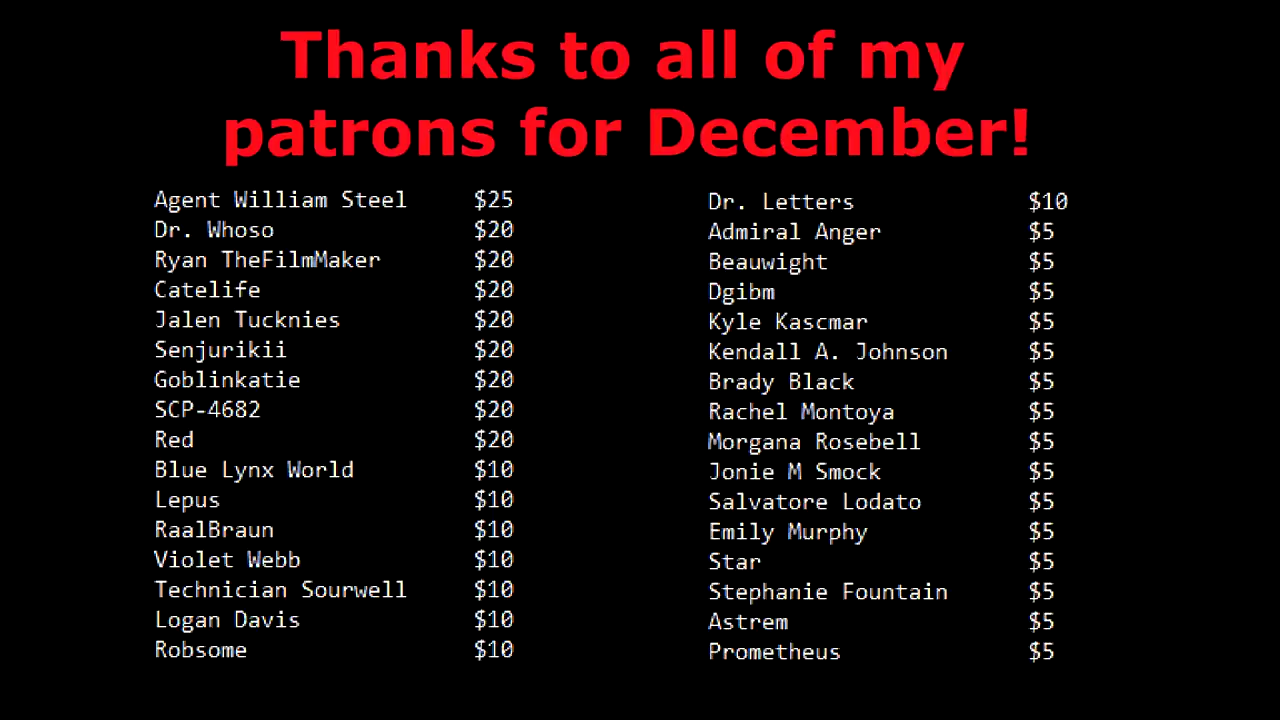 Thanks to all of my
patrons for December!
Agent William Steel $25
Dr. Whoso $20
Ryan TheFilmMaker $20
Catelife $20
Jalen Tucknies $20
Senjurikii $20
Goblinkatie $20
SCP-4682 $20
Red $20
Blue Lynx World $10
Lepus $10
RaalBraun $10
Violet Webb $10
Technician Sourwell $10
Logan Davis $10
Robsome $10
Dr. Letters $10
Admiral Anger $5
Beauwight $5
Dgibm $5
Kyle Kascmar $5
Kendall A. Johnson $5
Brady Black $5
Rachel Montoya $5
Morgana Rosebell $5
Jonie M Smock $5
Salvatore Lodato $5
Emily Murphy $5
Star $5
Stephanie Fountain $5
Astrem $5
Prometheus $5